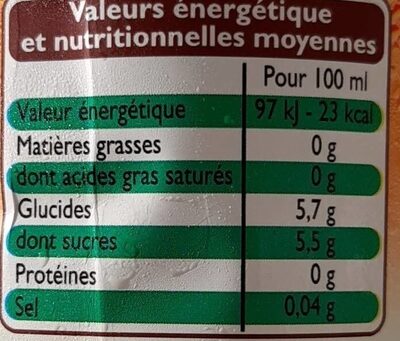 Valeurs énergétique
et nutritionnelles moyennes
Pour 100 ml
Valeur énergétique 97 kJ - 23 kcal
Matières grasses 0 g
dont acides gras saturés 0 g
Glucides 5,7 g
dont sucres 5,5 g
Protéines 0 g
Sel 0,04 g